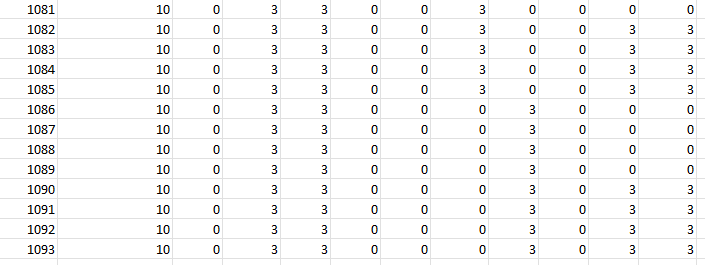 1081 10 0 3 3 0 0 3 0 0 0 0
1082 10 0 3 3 0 0 3 0 0 3 3
1083 10 0 3 3 0 0 3 0 0 3 3
1084 10 0 3 3 0 0 3 0 0 3 3
1085 10 0 3 3 0 0 3 0 0 3 3
1086 10 0 3 3 0 0 0 3 0 0 0
1087 10 0 3 3 0 0 0 3 0 0 0
1088 10 0 3 3 0 0 0 3 0 0 0
1089 10 0 3 3 0 0 0 3 0 0 0
1090 10 0 3 3 0 0 0 3 0 3 3
1091 10 0 3 3 0 0 0 3 0 3 3
1092 10 0 3 3 0 0 0 3 0 3 3
1093 10 0 3 3 0 0 0 3 0 3 3